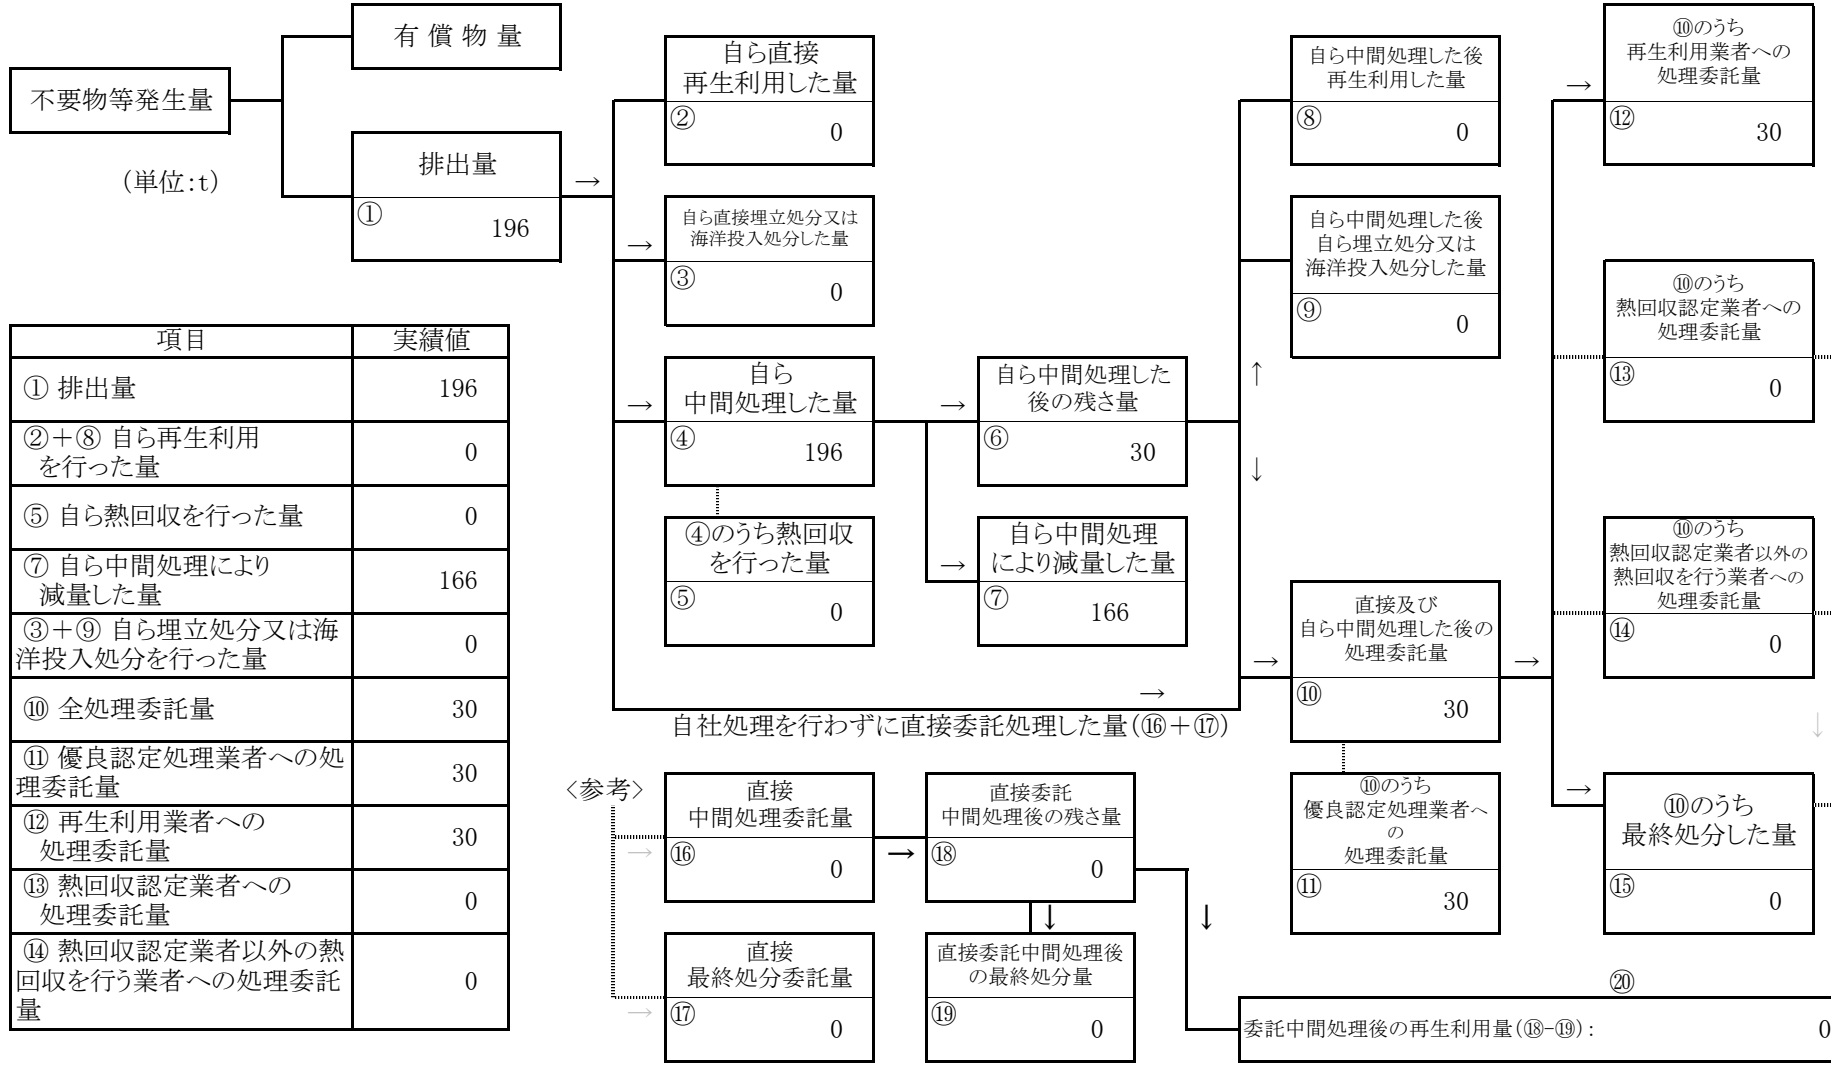 有 償 物 量
不要物等発生量
(単位:t)
排出量
①
196
→
自ら直接
再生利用した量
②
0
→
自ら直接埋立処分又は
海洋投入処分した量
③
0
→
自ら
中間処理した量
④
196
④のうち熱回収
を行った量
⑤
0
→
自ら中間処理した
後の残さ量
⑥
30
→
自ら中間処理
により減量した量
⑦
166
↑
↓
自ら中間処理した後
再生利用した量
⑧
0
自ら中間処理した後
自ら埋立処分又は
海洋投入処分した量
⑨
0
→
直接及び
自ら中間処理した後の
処理委託量
⑩
30
→
⑩のうち
優良認定処理業者へ
の
処理委託量
⑪
30
→
⑩のうち
再生利用業者への
処理委託量
⑫
30
⑩のうち
熱回収認定業者への
処理委託量
⑬
0
⑩のうち
熱回収認定業者以外の
熱回収を行う業者への
処理委託量
⑭
0
↓
→
⑩のうち
最終処分した量
⑮
0
→
自社処理を行わずに直接委託処理した量(⑯+⑰)
<参考>
→
直接
中間処理委託量
⑯
0
→
直接委託
中間処理後の残さ量
⑱
0
↓
↓
→
直接
最終処分委託量
⑰
0
直接委託中間処理後
の最終処分量
⑲
0
⑳
委託中間処理後の再生利用量(⑱-⑲): 0
項目 実績値
① 排出量 196
②+⑧ 自ら再生利用
を行った量 0
⑤ 自ら熱回収を行った量 0
⑦ 自ら中間処理により
減量した量 166
③+⑨ 自ら埋立処分又は海
洋投入処分を行った量 0
⑩ 全処理委託量 30
⑪ 優良認定処理業者への処
理委託量 30
⑫ 再生利用業者への
処理委託量 30
⑬ 熱回収認定業者への
処理委託量 0
⑭ 熱回収認定業者以外の熱
回収を行う業者への処理委託 0
量